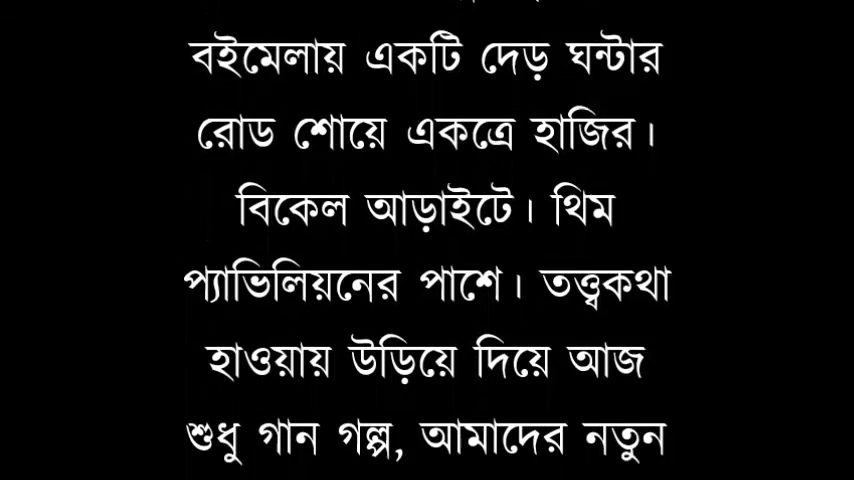 বইমেলায় একটি দেড় ঘন্টার
রোড শোয়ে একত্রে হাজির।
বিকেল আড়াইটে। থিম
প্যাভিলিয়নের পাশে। তত্ত্বকথা
হাওয়ায় উড়িয়ে দিয়ে আজ
শুধু গান গল্প, আমাদের নতুন